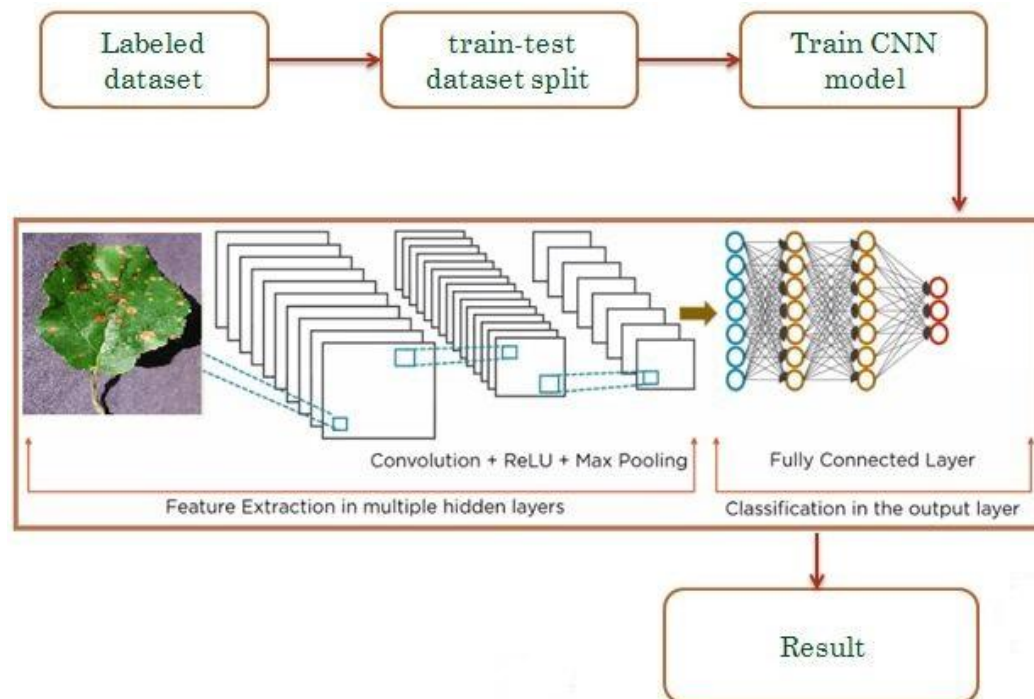 Labeled
dataset
train-test
dataset split
Train CNN
model
Convolution + ReLU + Max Pooling
Fully Connected Layer
Feature Extraction in multiple hidden layers
Classification in the output layer
Result